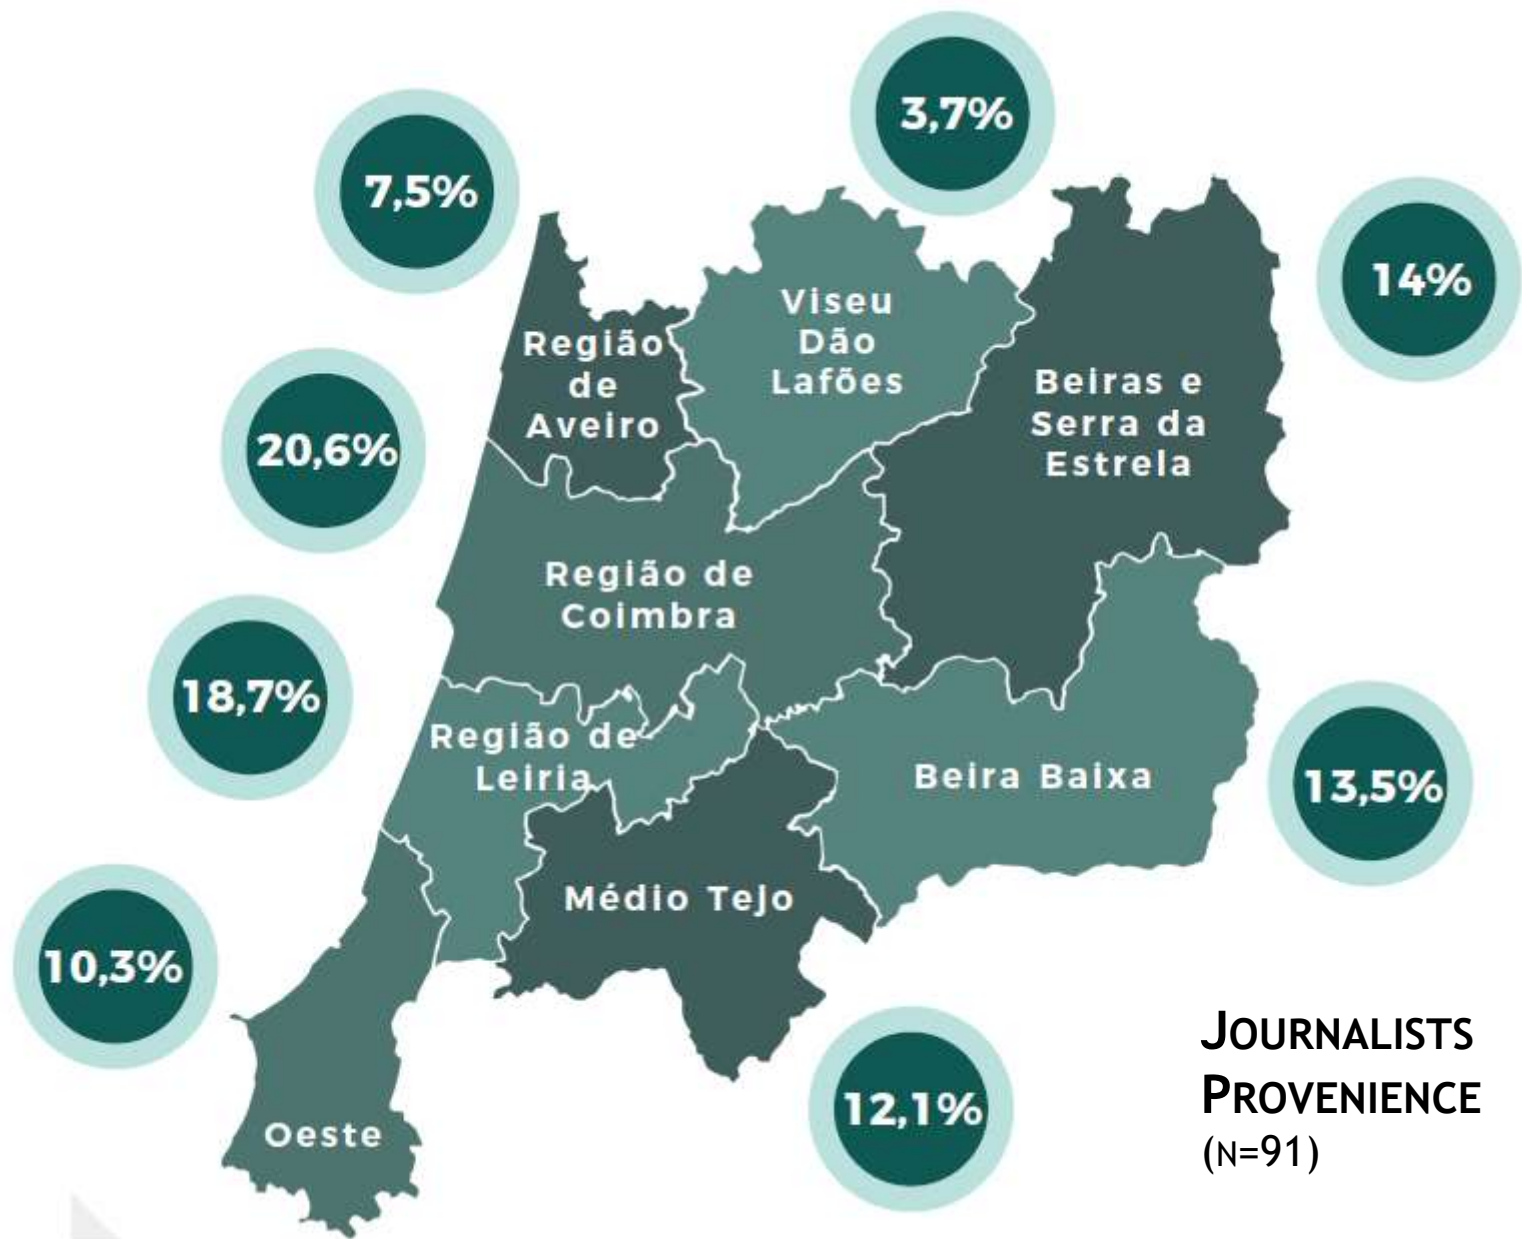 3,7%
7,5%
14%
Viseu
Dão
Lafões
Região
de
Aveiro
Beiras e
Serra da
Estrela
20,6%
Região de
Coimbra
18,7%
Região de
Leiria
Beira Baixa
13,5%
Médio Tejo
10,3%
Oeste
12,1%
JOURNALISTS
PROVENIENCE
(N=91)